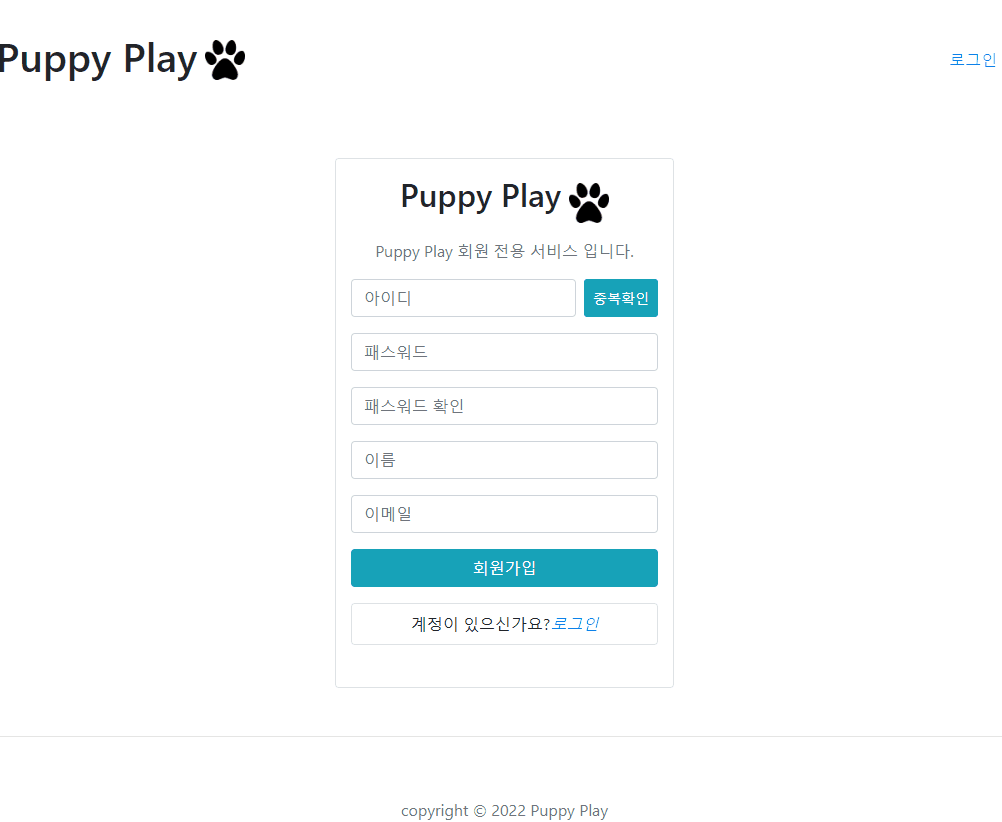 Puppy Play
로그인
Puppy Play
Puppy Play 회원 전용 서비스 입니다.
아이디
중복확인
패스워드
패스워드 확인
이름
이메일
회원가입
계정이 있으신가요?로그인
copyright © 2022 Puppy Play